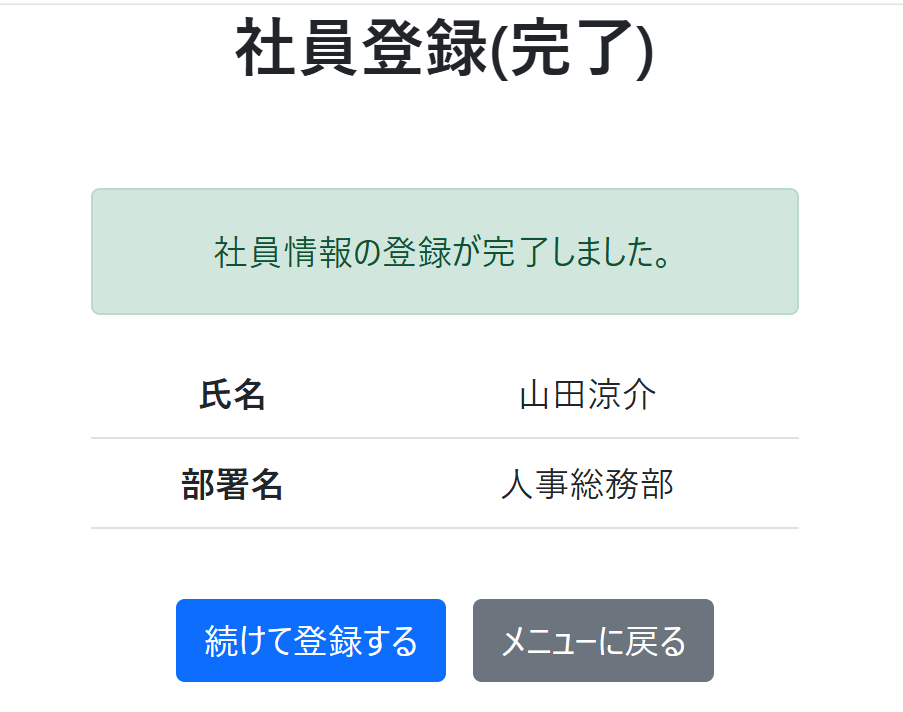 社員登録(完了)
社員情報の登録が完了しました。
氏名 山田涼介
部署名 人事総務部
続けて登録する メニューに戻る